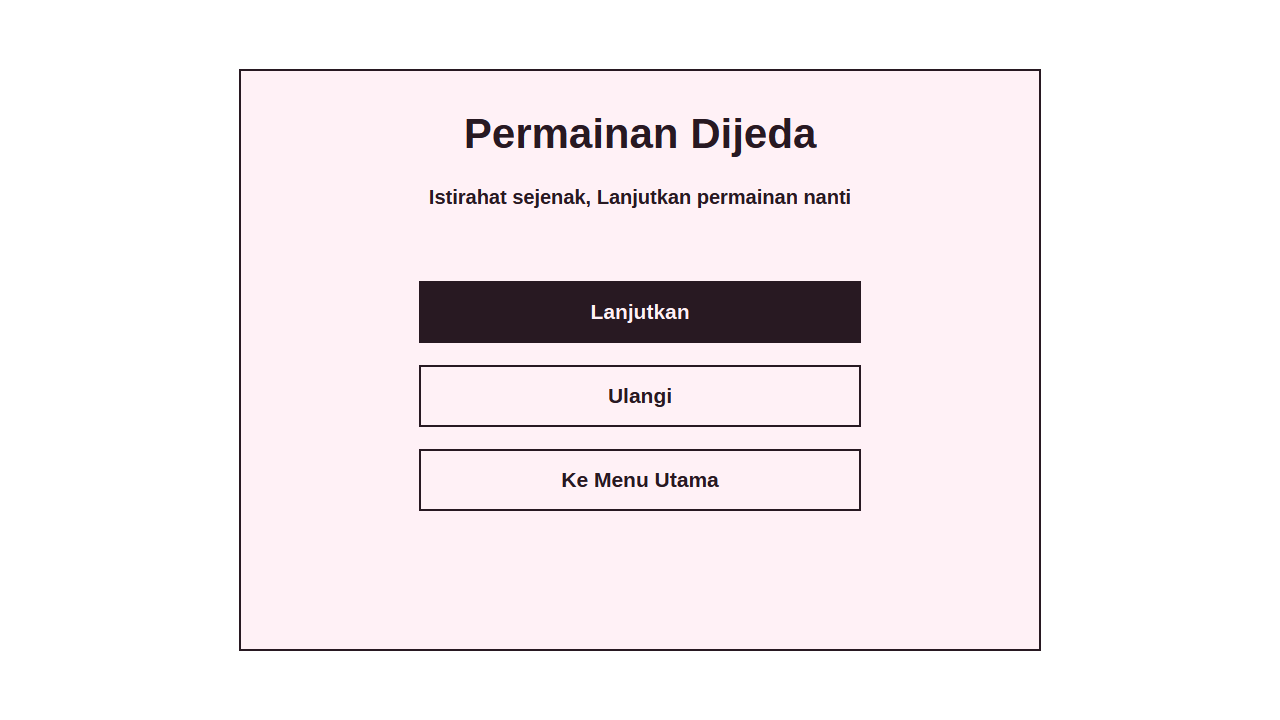 Permainan Dijeda
Istirahat sejenak, Lanjutkan permainan nanti
Lanjutkan
Ulangi
Ke Menu Utama